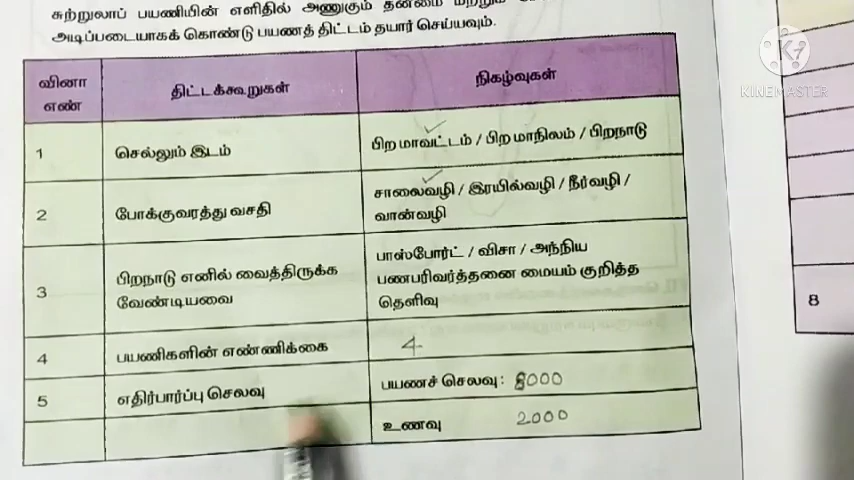 சுற்றுலாப் பயணியின் எளிதில் அணுகும் தன்மை மற்றும்
அடிப்படையாகக் கொண்டு பயணத் திட்டம் தயார் செய்யவும்.
வினா எண் திட்டக்கூறுகள் நிகழ்வுகள்
1 செல்லும் இடம் பிற மாவட்டம் / பிற மாநிலம் / பிறநாடு
2 போக்குவரத்து வசதி சாலைவழி / இரயில்வழி / நீர்வழி /
வான்வழி
3 பிறநாடு எனில் வைத்திருக்க
வேண்டியவை
பாஸ்போர்ட் / விசா / அந்நிய
பணபரிவர்த்தனை மையம் குறித்த
தெளிவு
4 பயணிகளின் எண்ணிக்கை 4
5 எதிர்பார்ப்பு செலவு பயணச் செலவு: 8000
உணவு 2000
8
KINEMASTER